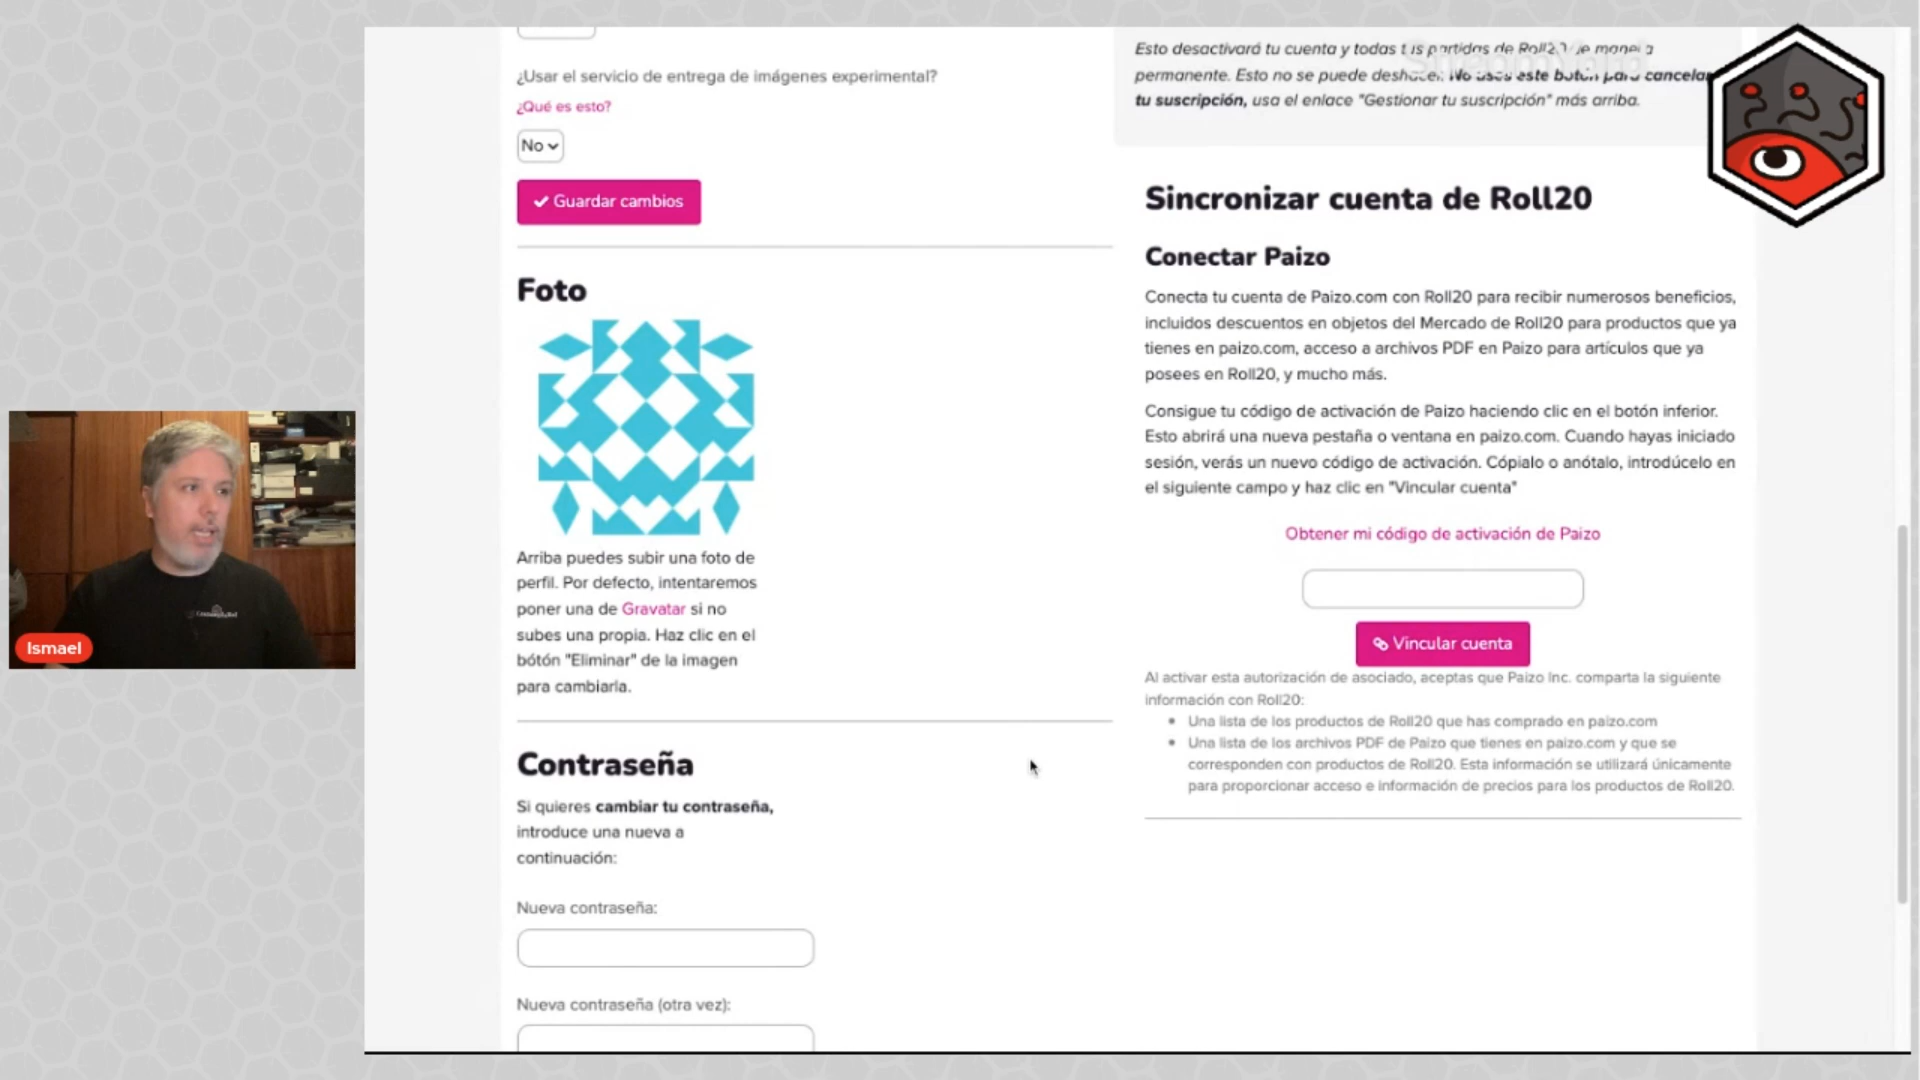 ¿Usar el servicio de entrega de imágenes experimental?
¿Qué es esto?
No
Guardar cambios
Foto
Arriba puedes subir una foto de
perfil. Por defecto, intentaremos
poner una de Gravatar si no
subes una propia. Haz clic en el
bótón "Eliminar" de la imagen
para cambiarla.
Contraseña
Si quieres cambiar tu contraseña,
introduce una nueva a
continuación:
Nueva contraseña:
Nueva contraseña (otra vez):
Esto desactivará tu cuenta y todas tus partidas de Roll20 de manera
permanente. Esto no se puede deshacer. No uses este botón para cancelar
tu suscripción, usa el enlace "Gestionar tu suscripción" más arriba.
Sincronizar cuenta de Roll20
Conectar Paizo
Conecta tu cuenta de Paizo.com con Roll20 para recibir numerosos beneficios,
incluidos descuentos en objetos del Mercado de Roll20 para productos que ya
tienes en paizo.com, acceso a archivos PDF en Paizo para artículos que ya
posees en Roll20, y mucho más.
Consigue tu código de activación de Paizo haciendo clic en el botón inferior.
Esto abrirá una nueva pestaña o ventana en paizo.com. Cuando hayas iniciado
sesión, verás un nuevo código de activación. Cópialo o anótalo, introdúcelo en
el siguiente campo y haz clic en "Vincular cuenta"
Obtener mi código de activación de Paizo
Vincular cuenta
Al activar esta autorización de asociado, aceptas que Paizo Inc. comparta la siguiente
información con Roll20:
Una lista de los productos de Roll20 que has comprado en paizo.com
Una lista de los archivos PDF de Paizo que tienes en paizo.com y que se
corresponden con productos de Roll20. Esta información se utilizará únicamente
para proporcionar acceso e información de precios para los productos de Roll20.
Ismael